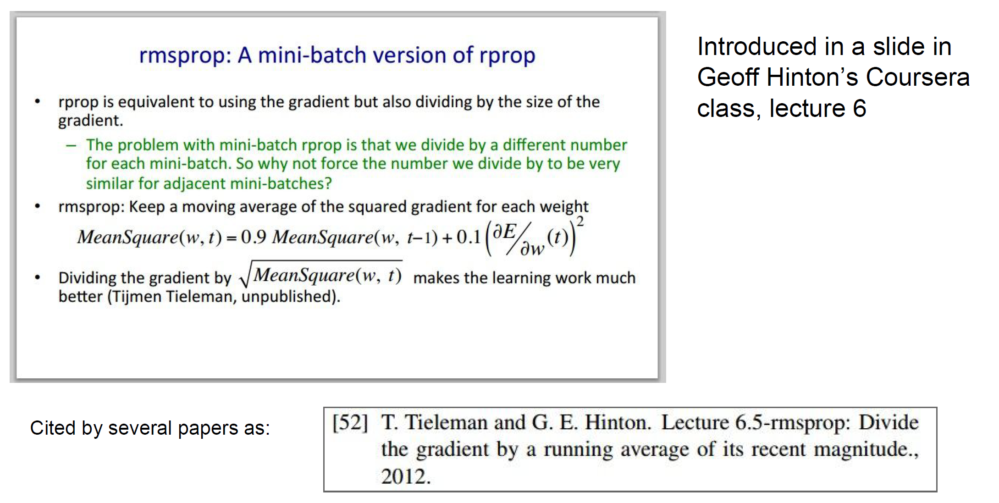 rmsprop: A mini-batch version of rprop
• rprop is equivalent to using the gradient but also dividing by the size of the
gradient.
– The problem with mini-batch rprop is that we divide by a different number
for each mini-batch. So why not force the number we divide by to be very
similar for adjacent mini-batches?
• rmsprop: Keep a moving average of the squared gradient for each weight
MeanSquare(w, t) = 0.9 MeanSquare(w, t−1) + 0.1 (∂E/∂w (t))²
• Dividing the gradient by √MeanSquare(w, t) makes the learning work much
better (Tijmen Tieleman, unpublished).
Introduced in a slide in
Geoff Hinton’s Coursera
class, lecture 6
Cited by several papers as:
[52] T. Tieleman and G. E. Hinton. Lecture 6.5-rmsprop: Divide
the gradient by a running average of its recent magnitude.,
2012.